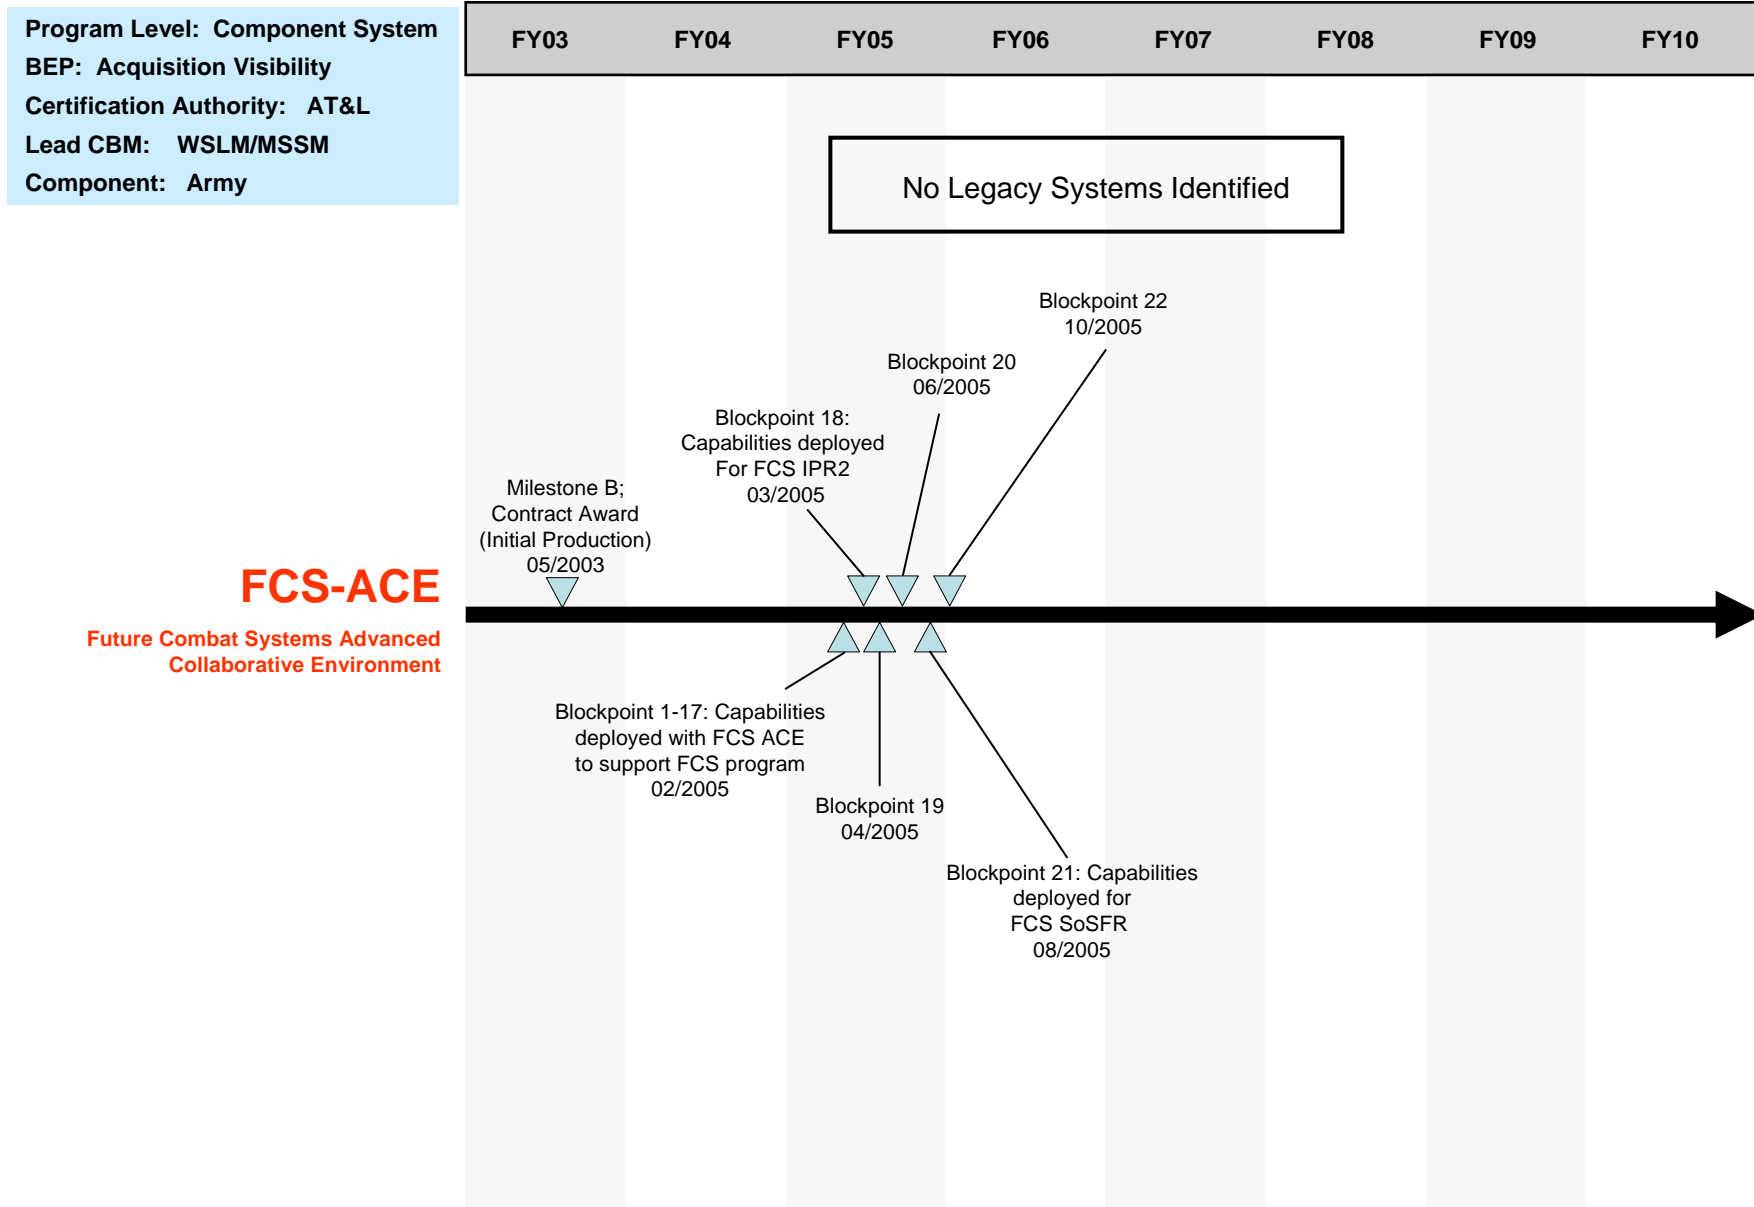 Program Level: Component System
BEP: Acquisition Visibility
Certification Authority: AT&L
Lead CBM: WSLM/MSSM
Component: Army
FY03 FY04 FY05 FY06 FY07 FY08 FY09 FY10
No Legacy Systems Identified
Blockpoint 22
10/2005
Blockpoint 20
06/2005
Blockpoint 18:
Capabilities deployed
For FCS IPR2
03/2005
Milestone B;
Contract Award
(Initial Production)
05/2003
FCS-ACE
Future Combat Systems Advanced
Collaborative Environment
Blockpoint 1-17: Capabilities
deployed with FCS ACE
to support FCS program
02/2005
Blockpoint 19
04/2005
Blockpoint 21: Capabilities
deployed for
FCS SoSFR
08/2005